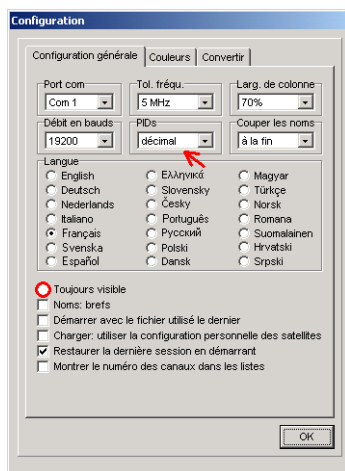 Configuration
Configuration générale Couleurs Convertir
Port com Tol. fréqu. Larg. de colonne
Com 1 5 MHz 70%
Débit en bauds PIDs Couper les noms
19200 décimal à la fin
Langue
English Ελληνικά Magyar
Deutsch Slovensky Türkçe
Nederlands Česky Norsk
Italiano Português Romana
Français Русский Suomalainen
Svenska Polski Hrvatski
Español Dansk Srpski
Toujours visible
Noms: brefs
Démarrer avec le fichier utilisé le dernier
Charger: utiliser la configuration personnelle des satellites
Restaurer la dernière session en démarrant
Montrer le numéro des canaux dans les listes
OK